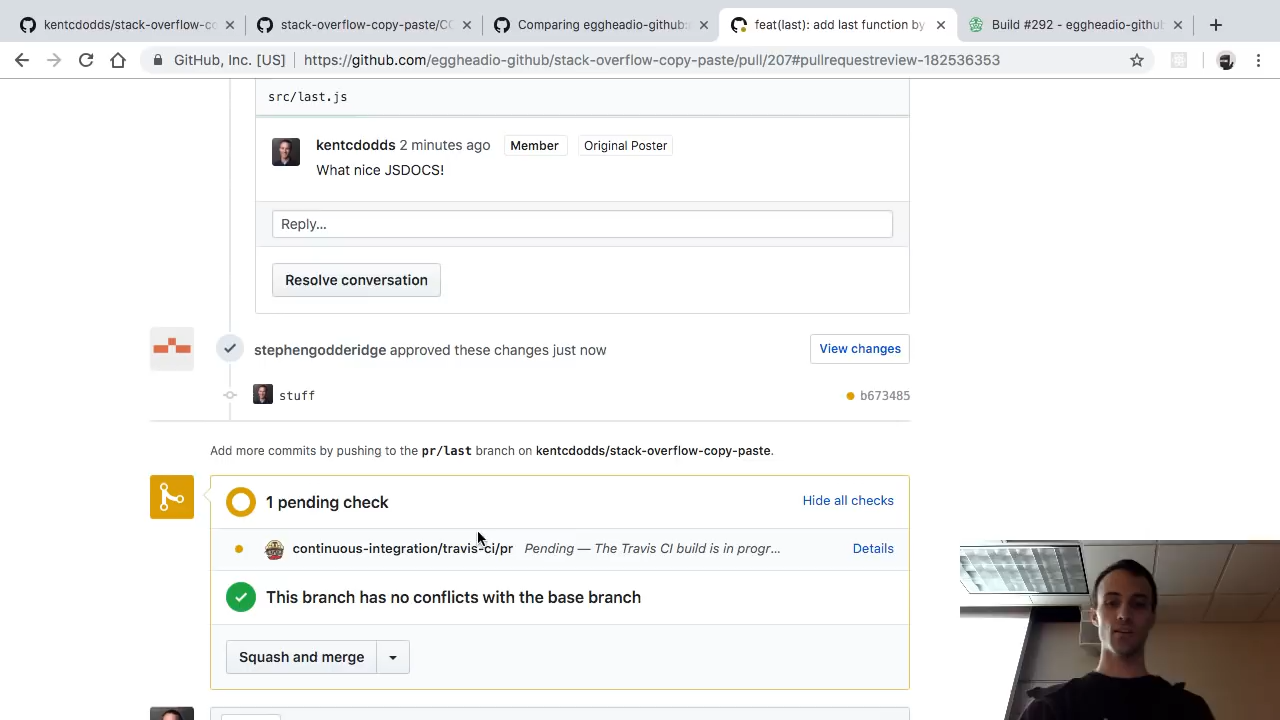 kentcdodds/stack-overflow-co
stack-overflow-copy-paste/CO
Comparing eggheadio-github:
feat(last): add last function by
Build #292 - eggheadio-githu
GitHub, Inc. [US]
https://github.com/eggheadio-github/stack-overflow-copy-paste/pull/207#pullrequestreview-182536353
src/last.js
kentcdodds 2 minutes ago Member Original Poster
What nice JSDOCS!
Reply...
Resolve conversation
stephengodderidge approved these changes just now View changes
stuff b673485
Add more commits by pushing to the pr/last branch on kentcdodds/stack-overflow-copy-paste.
1 pending check Hide all checks
continuous-integration/travis-ci/pr Pending — The Travis CI build is in progr... Details
This branch has no conflicts with the base branch
Squash and merge